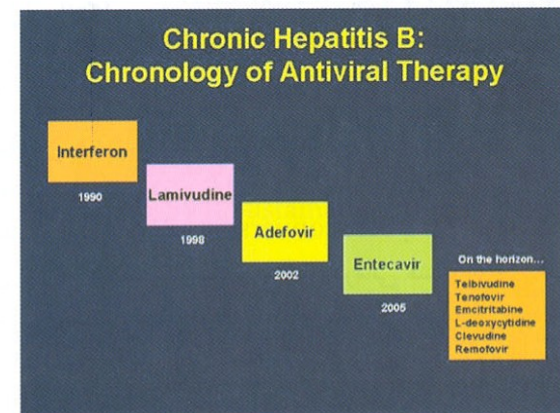 Chronic Hepatitis B:
Chronology of Antiviral Therapy
Interferon
1990
Lamivudine
1998
Adefovir
2002
Entecavir
2005
On the horizon...
Telbivudine
Tenofovir
Emcitritabine
L-deoxycytidine
Clevudine
Remofovir